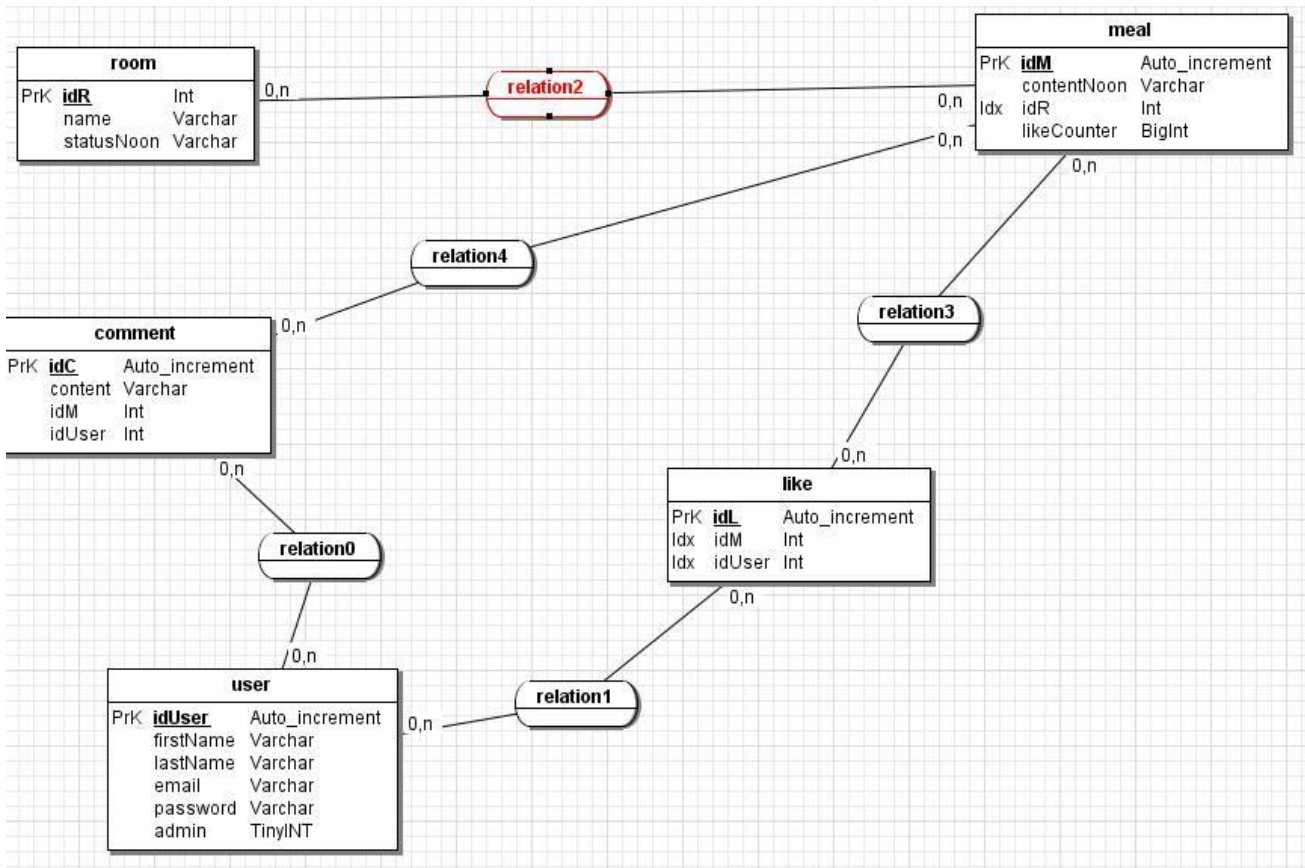 room
PrK idR Int
name Varchar
statusNoon Varchar
0,n
relation2
0,n
meal
PrK idM Auto_increment
contentNoon Varchar
Idx idR Int
likeCounter BigInt
0,n
0,n
relation4
0,n
relation3
0,n
comment
PrK idC Auto_increment
content Varchar
idM Int
idUser Int
0,n
relation0
0,n
like
PrK idL Auto_increment
Idx idM Int
Idx idUser Int
0,n
relation1
0,n
user
PrK idUser Auto_increment
firstName Varchar
lastName Varchar
email Varchar
password Varchar
admin TinyINT